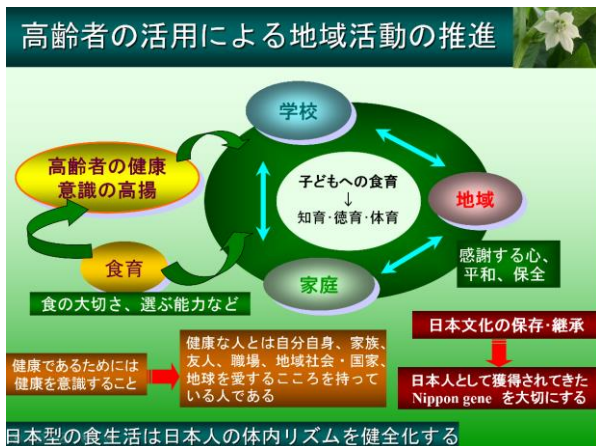 高齢者の活用による地域活動の推進
学校
高齢者の健康
意識の高揚
子どもへの食育
↓
知育･徳育･体育
地域
食育
家庭
感謝する心、
平和、保全
食の大切さ、選ぶ能力など
日本文化の保存･継承
健康であるためには
健康を意識すること
健康な人とは自分自身、家族、
友人、職場、地域社会・国家、
地球を愛するこころを持って
いる人である
日本人として獲得されてきた
Nippon gene を大切にする
日本型の食生活は日本人の体内リズムを健全化する